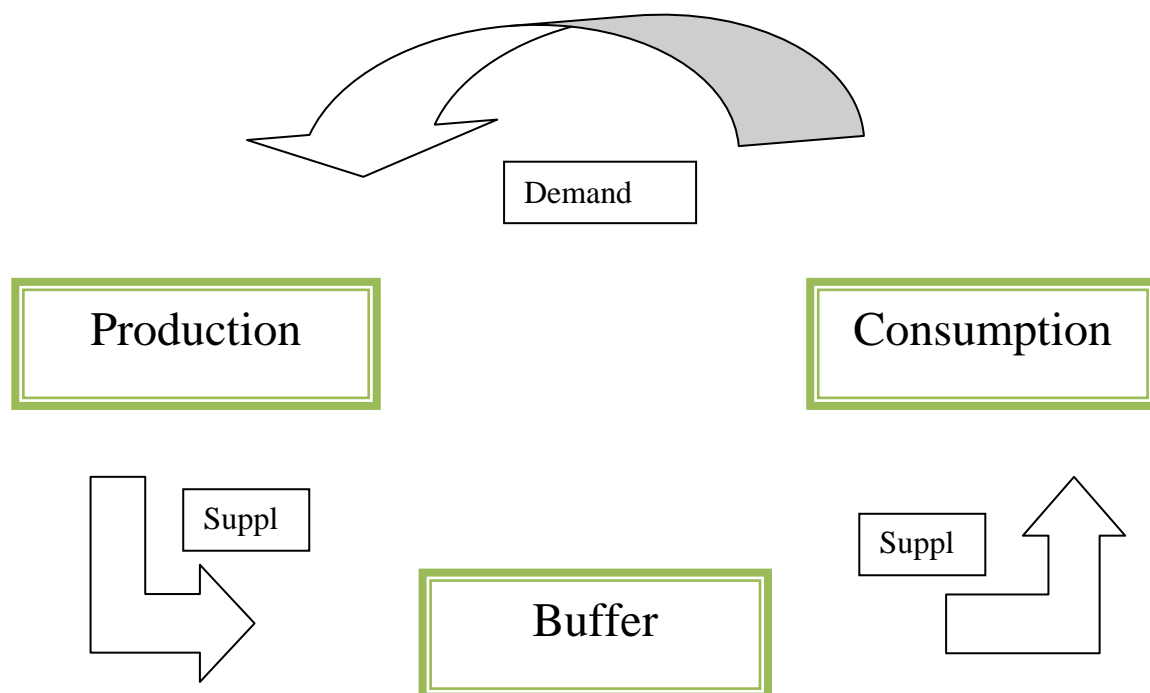 Demand
Production
Consumption
Suppl
Suppl
Buffer